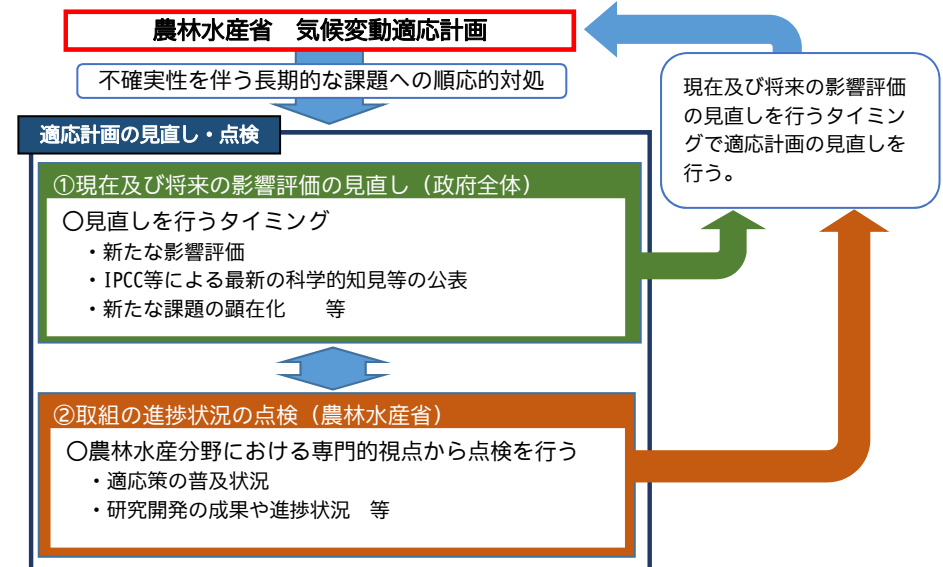 農林水産省　気候変動適応計画
不確実性を伴う長期的な課題への順応的対処
適応計画の見直し・点検
①現在及び将来の影響評価の見直し（政府全体）
〇見直しを行うタイミング
・新たな影響評価
・IPCC等による最新の科学的知見等の公表
・新たな課題の顕在化　　等
②取組の進捗状況の点検（農林水産省）
〇農林水産分野における専門的視点から点検を行う
・適応策の普及状況
・研究開発の成果や進捗状況　等
現在及び将来の影響評価
の見直しを行うタイミン
グで適応計画の見直しを
行う。